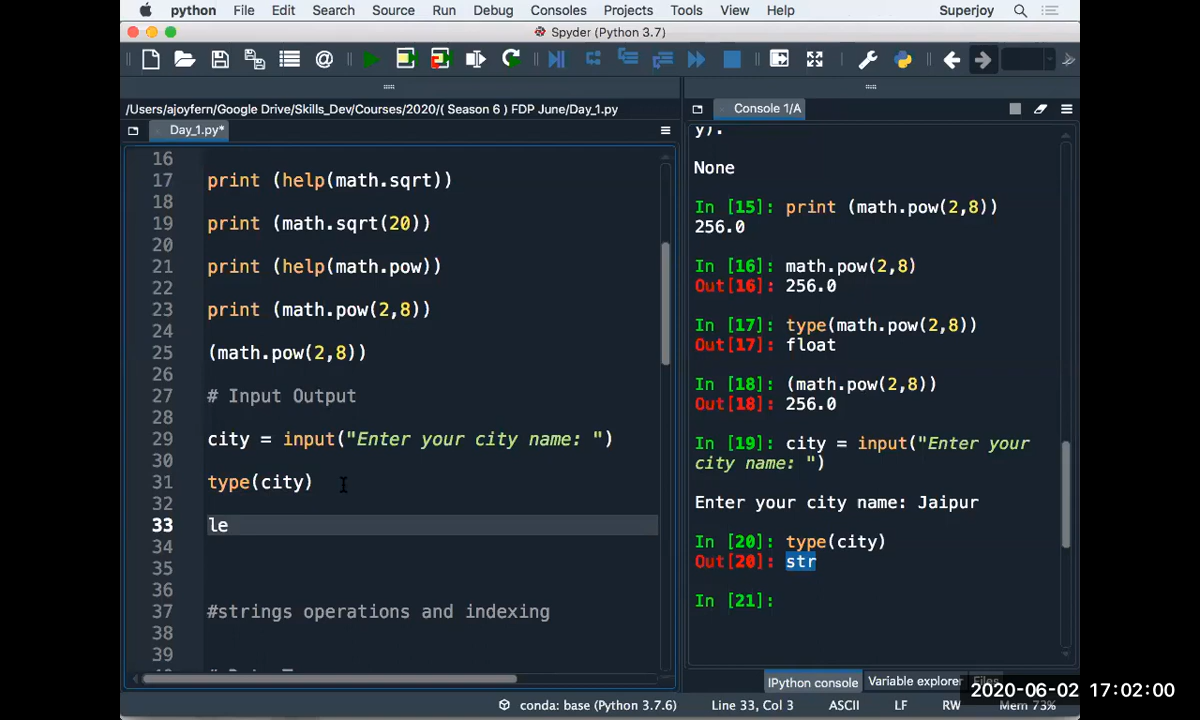 python File Edit Search Source Run Debug Consoles Projects Tools View Help Superjoy
Spyder (Python 3.7)
/Users/ajoyfern/Google Drive/Skills_Dev/Courses/2020/( Season 6 ) FDP June/Day_1.py
Day_1.py*
16
17 print (help(math.sqrt))
18
19 print (math.sqrt(20))
20
21 print (help(math.pow))
22
23 print (math.pow(2,8))
24
25 (math.pow(2,8))
26
27 # Input Output
28
29 city = input("Enter your city name: ")
30
31 type(city)
32
33 le
34
35
36
37 #strings operations and indexing
38
39
Console 1/A
y).
None
In [15]: print (math.pow(2,8))
256.0
In [16]: math.pow(2,8)
Out[16]: 256.0
In [17]: type(math.pow(2,8))
Out[17]: float
In [18]: (math.pow(2,8))
Out[18]: 256.0
In [19]: city = input("Enter your
city name: ")
Enter your city name: Jaipur
In [20]: type(city)
Out[20]: str
In [21]:
IPython console Variable explorer Files
conda: base (Python 3.7.6) Line 33, Col 3 ASCII LF RW Mem 73%
2020-06-02 17:02:00